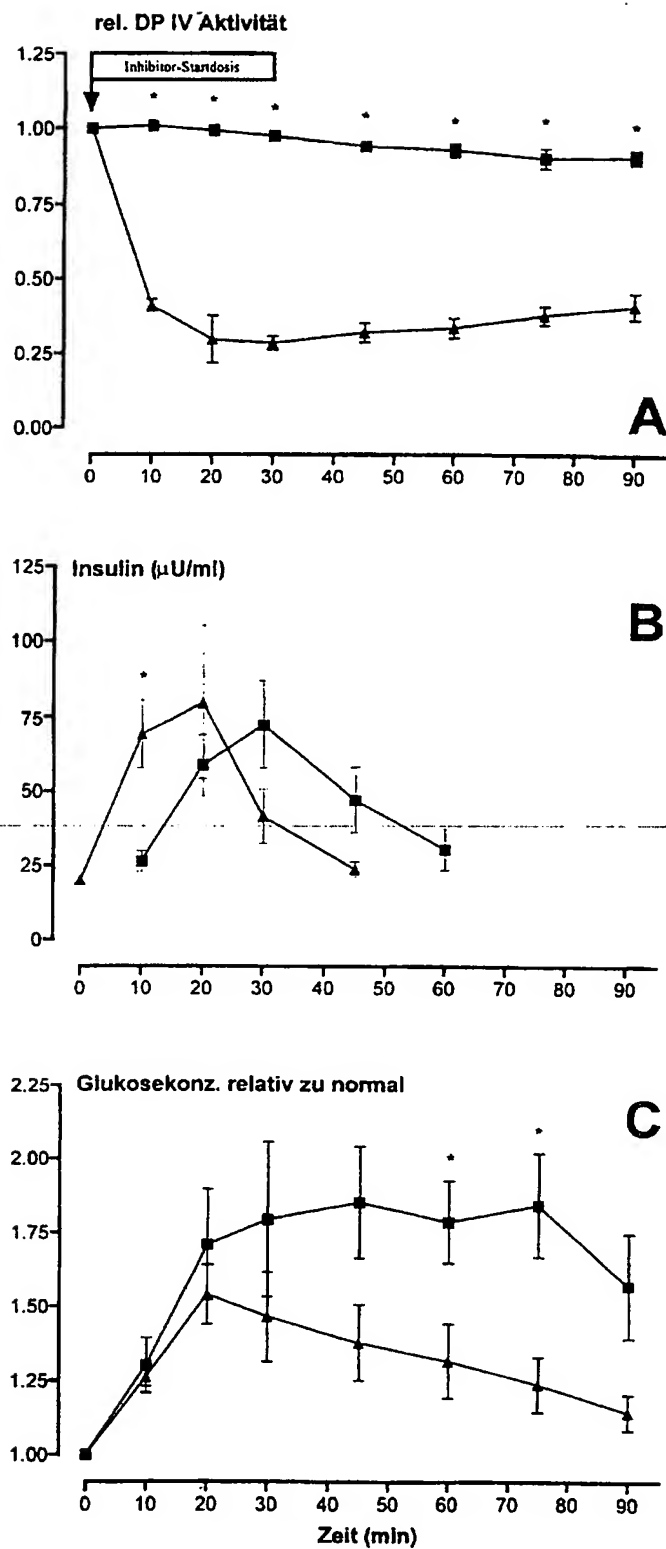 rel. DP IV-Aktivität
Inhibitor-Startdosis
1.25
1.00
0.75
0.50
0.25
0.00
* * * * * * *
A
0 10 20 30 40 50 60 70 80 90
Insulin (µU/ml)
B
125
100
75
50
25
0
*
0 10 20 30 40 50 60 70 80 90
Glukosekonz. relativ zu normal
C
2.25
2.00
1.75
1.50
1.25
1.00
* *
0 10 20 30 40 50 60 70 80 90
Zeit (min)